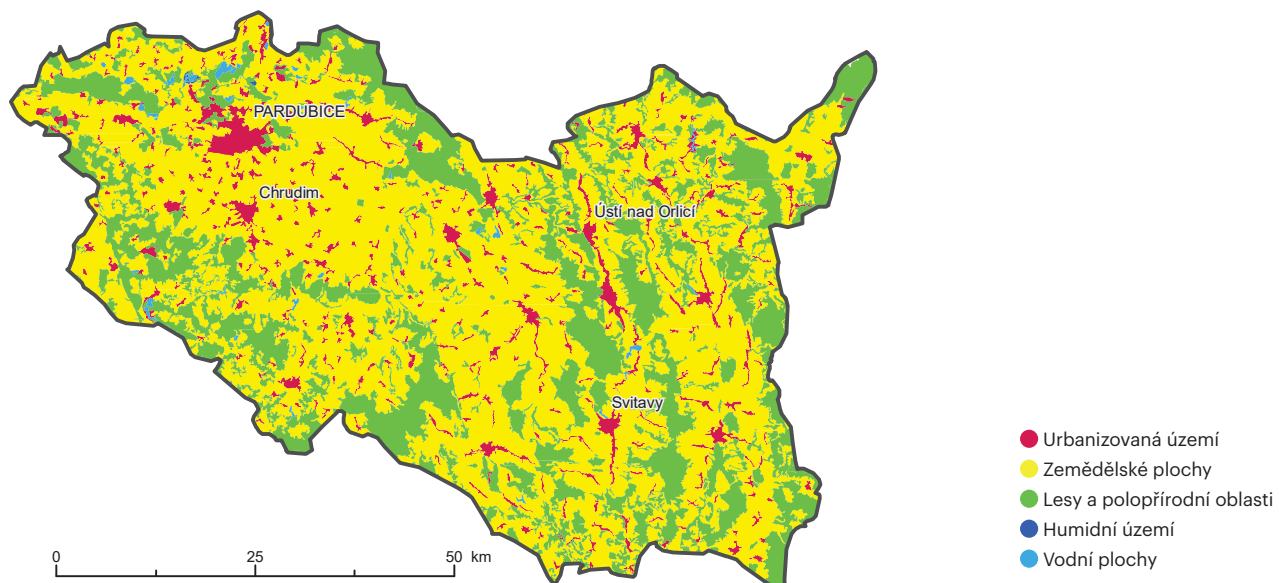 PARDUBICE
Chrudim
Ústí nad Orlicí
Svitavy
Urbanizovaná území
Zemědělské plochy
Lesy a polopřírodní oblasti
Humidní území
Vodní plochy
0 25 50 km